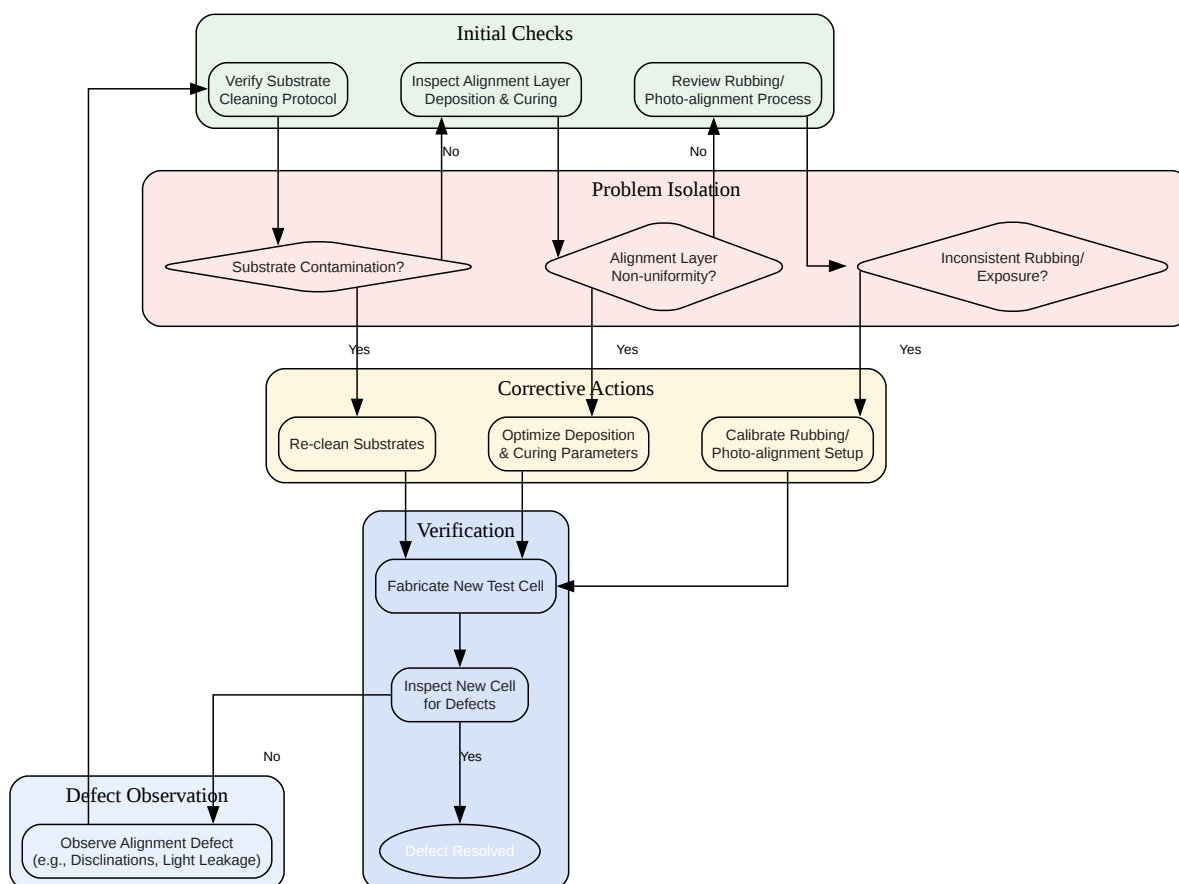 Initial Checks
Verify Substrate
Cleaning Protocol
Inspect Alignment Layer
Deposition & Curing
Review Rubbing/
Photo-alignment Process
No
No
Problem Isolation
Substrate Contamination?
Alignment Layer
Non-uniformity?
Inconsistent Rubbing/
Exposure?
Yes
Yes
Yes
Corrective Actions
Re-clean Substrates
Optimize Deposition
& Curing Parameters
Calibrate Rubbing/
Photo-alignment Setup
Verification
Fabricate New Test Cell
Inspect New Cell
for Defects
No
Yes
Defect Observation
Observe Alignment Defect
(e.g., Disclinations, Light Leakage)
Defect Resolved